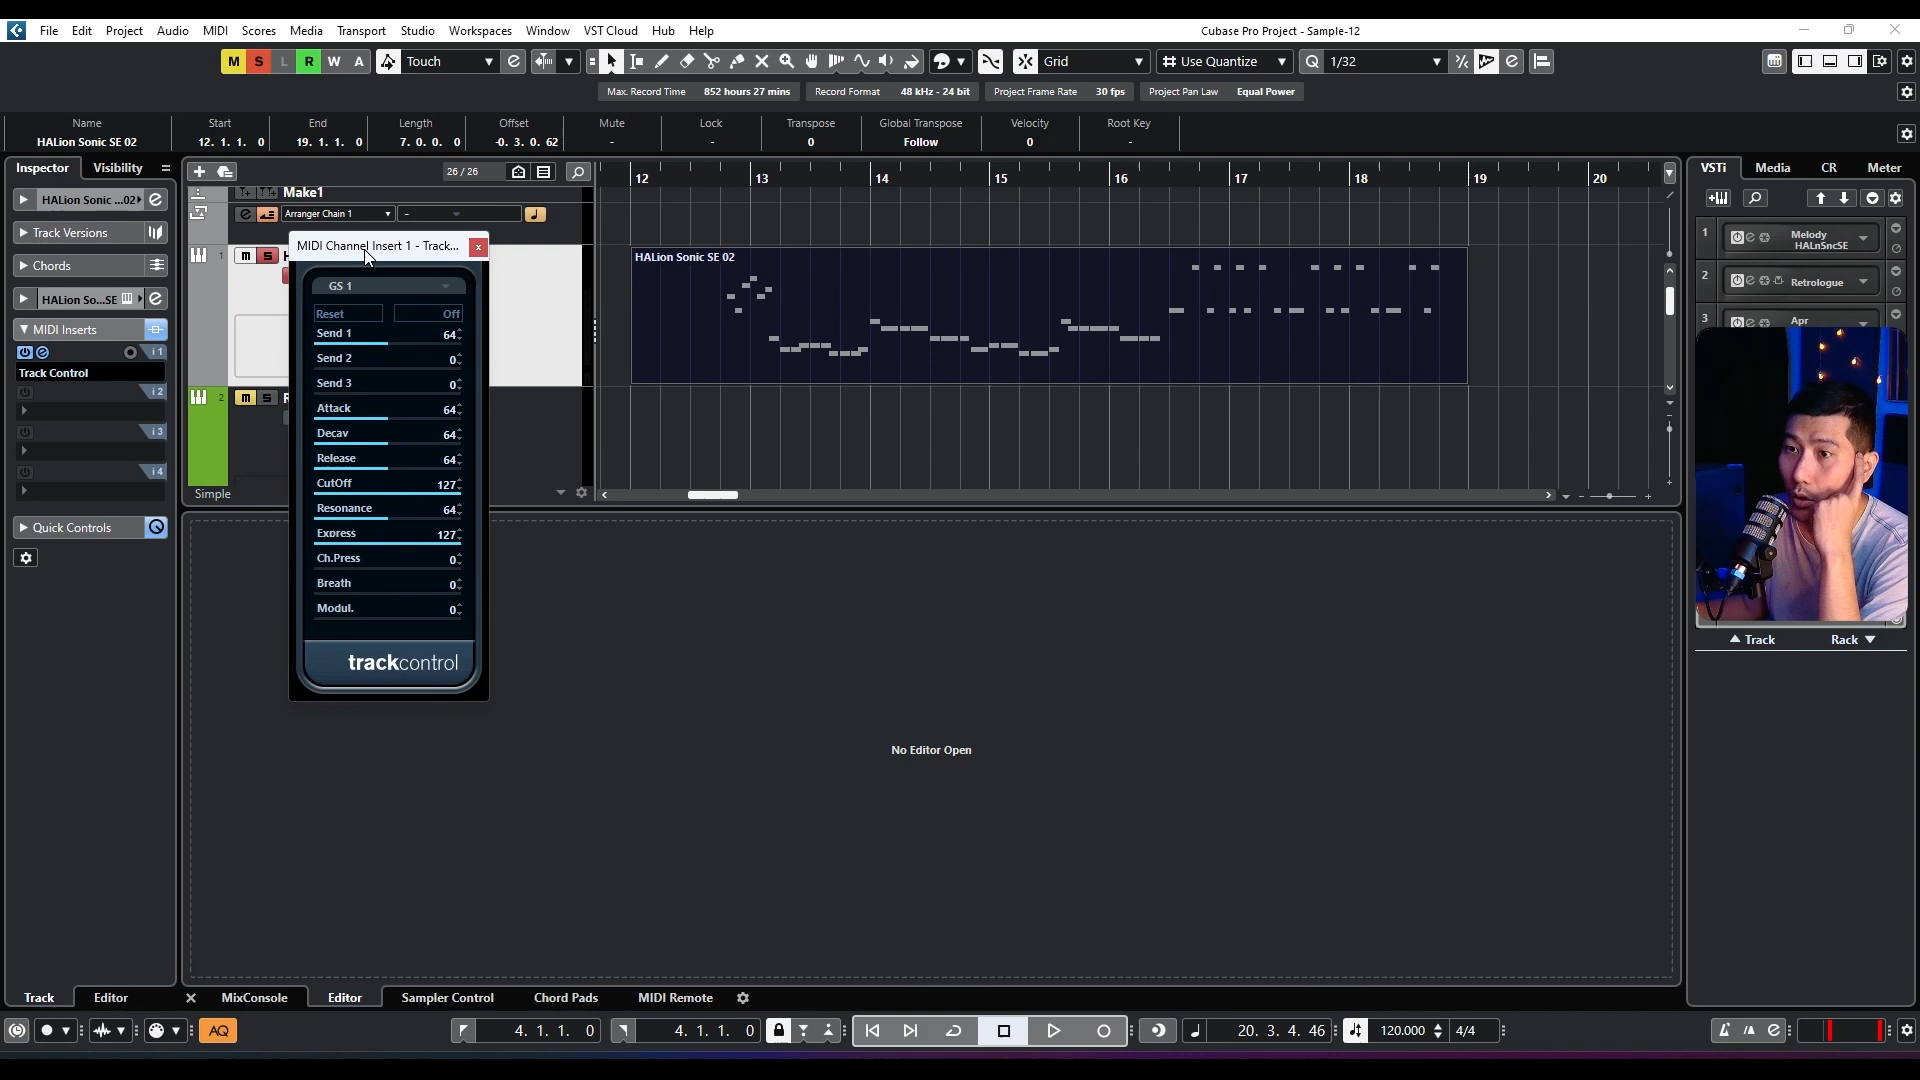 File Edit Project Audio MIDI Scores Media Transport Studio Workspaces Window VST Cloud Hub Help
Cubase Pro Project - Sample-12
M S L R W A Touch
Grid
Use Quantize
Q 1/32
Max. Record Time 852 hours 27 mins
Record Format 48 kHz - 24 bit
Project Frame Rate 30 fps
Project Pan Law Equal Power
Name Start End Length Offset Mute Lock Transpose Global Transpose Velocity Root Key
HALion Sonic SE 02 12. 1. 1. 0 19. 1. 1. 0 7. 0. 0. 0 -0. 3. 0. 62 - - 0 Follow 0 -
Inspector Visibility
HALion Sonic ...02
Track Versions
Chords
HALion So...SE
MIDI Inserts
i 1
Track Control
i 2
i 3
i 4
Quick Controls
26 / 26
Make1
Arranger Chain 1 -
1 m S
2 m S
Simple
MIDI Channel Insert 1 - Track... x
GS 1
Reset Off
Send 1 64
Send 2 0
Send 3 0
Attack 64
Decay 64
Release 64
CutOff 127
Resonance 64
Express 127
Ch.Press 0
Breath 0
Modul. 0
trackcontrol
12 13 14 15 16 17 18 19 20
HALion Sonic SE 02
No Editor Open
VSTi Media CR Meter
1 Melody
HALnSncSE
2 Retrologue
3 Apr
Track Rack
Track Editor
MixConsole Editor Sampler Control Chord Pads MIDI Remote
AQ
4. 1. 1. 0
4. 1. 1. 0
20. 3. 4. 46
120.000
4/4